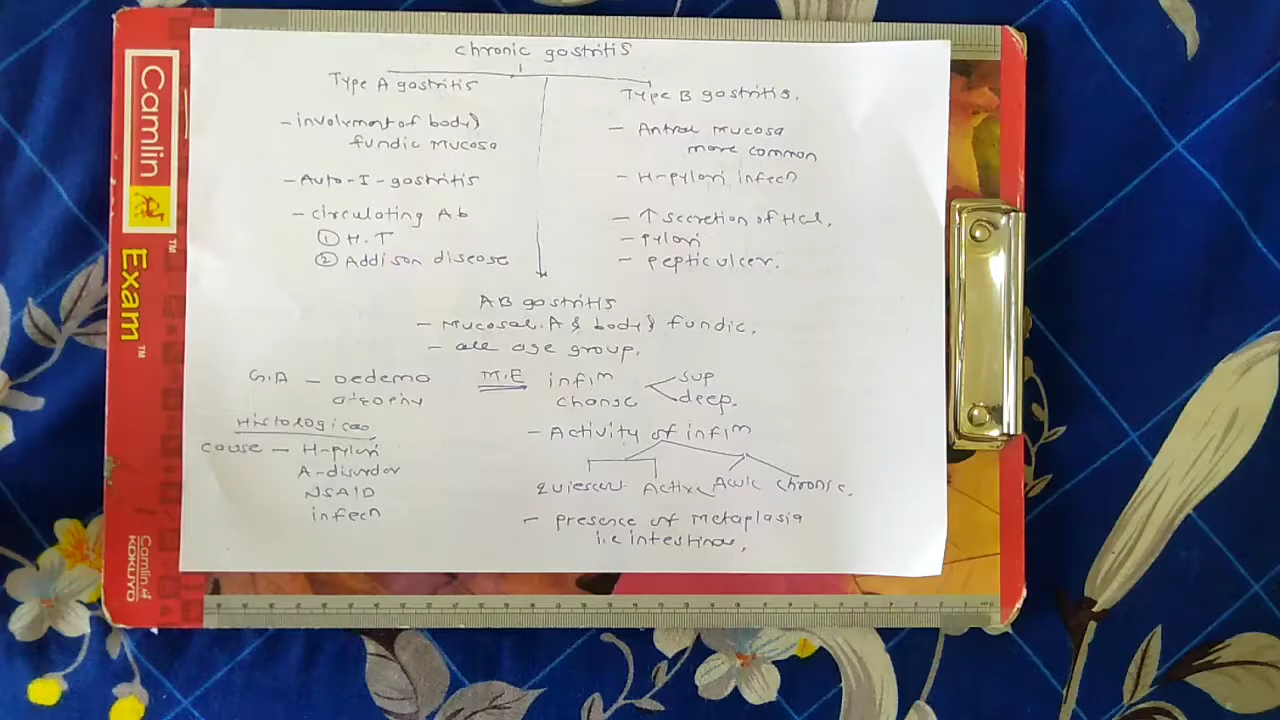 chronic gastritis
Type A gastritis
- involvment of body &
fundic mucosa
- Auto-I-gastritis
- circulating Ab
① H.T
② Addison disease
Type B gastritis.
- Antral mucosa
more common
- H-pylori infecn
- ↑ secretion of Hcl.
- pylori
- peptic ulcer.
AB gastritis
- Mucosal. A & body & fundic.
- all age group.
G.A - oedema
atrophy
Histological
cause - H-pylori
A-disorder
NSAID
infecn
M.E inflm
change
sup
deep.
- Activity of inflm
quiescent Active Acute chronic.
- presence of metaplasia
i.e intestinal.
Camlin
Exam™
Camlin
KOKUYO